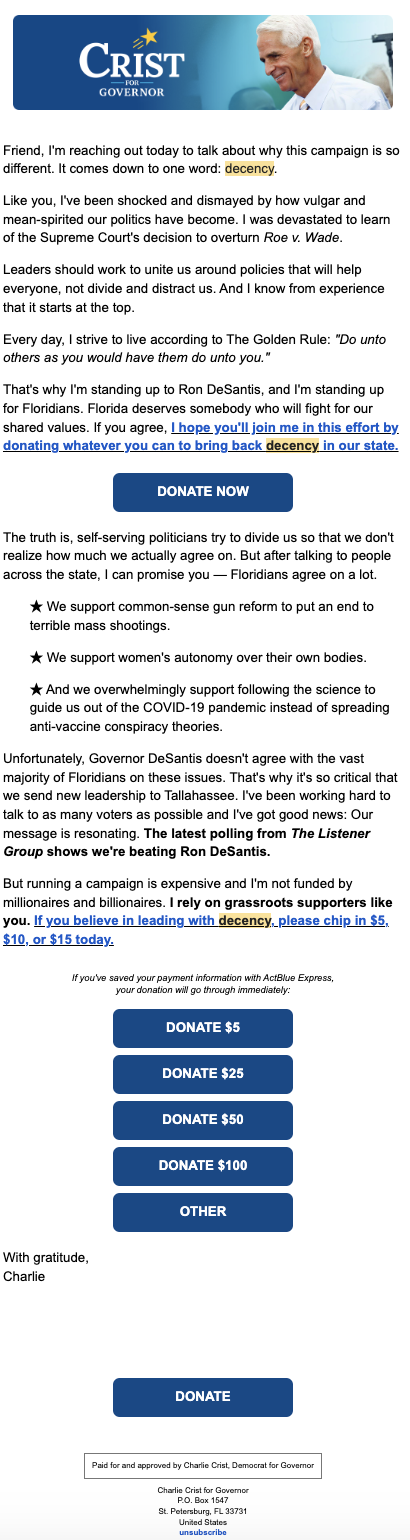 CRIST
FOR
GOVERNOR
Friend, I'm reaching out today to talk about why this campaign is so
different. It comes down to one word: decency.
Like you, I've been shocked and dismayed by how vulgar and
mean-spirited our politics have become. I was devastated to learn
of the Supreme Court's decision to overturn Roe v. Wade.
Leaders should work to unite us around policies that will help
everyone, not divide and distract us. And I know from experience
that it starts at the top.
Every day, I strive to live according to The Golden Rule: "Do unto
others as you would have them do unto you."
That's why I'm standing up to Ron DeSantis, and I'm standing up
for Floridians. Florida deserves somebody who will fight for our
shared values. If you agree, I hope you'll join me in this effort by
donating whatever you can to bring back decency in our state.
DONATE NOW
The truth is, self-serving politicians try to divide us so that we don't
realize how much we actually agree on. But after talking to people
across the state, I can promise you — Floridians agree on a lot.
★ We support common-sense gun reform to put an end to
terrible mass shootings.
★ We support women's autonomy over their own bodies.
★ And we overwhelmingly support following the science to
guide us out of the COVID-19 pandemic instead of spreading
anti-vaccine conspiracy theories.
Unfortunately, Governor DeSantis doesn't agree with the vast
majority of Floridians on these issues. That's why it's so critical that
we send new leadership to Tallahassee. I've been working hard to
talk to as many voters as possible and I've got good news: Our
message is resonating. The latest polling from The Listener
Group shows we're beating Ron DeSantis.
But running a campaign is expensive and I'm not funded by
millionaires and billionaires. I rely on grassroots supporters like
you. If you believe in leading with decency, please chip in $5,
$10, or $15 today.
If you've saved your payment information with ActBlue Express,
your donation will go through immediately:
DONATE $5
DONATE $25
DONATE $50
DONATE $100
OTHER
With gratitude,
Charlie
DONATE
Paid for and approved by Charlie Crist, Democrat for Governor
Charlie Crist for Governor
P.O. Box 1547
St. Petersburg, FL 33731
United States
unsubscribe